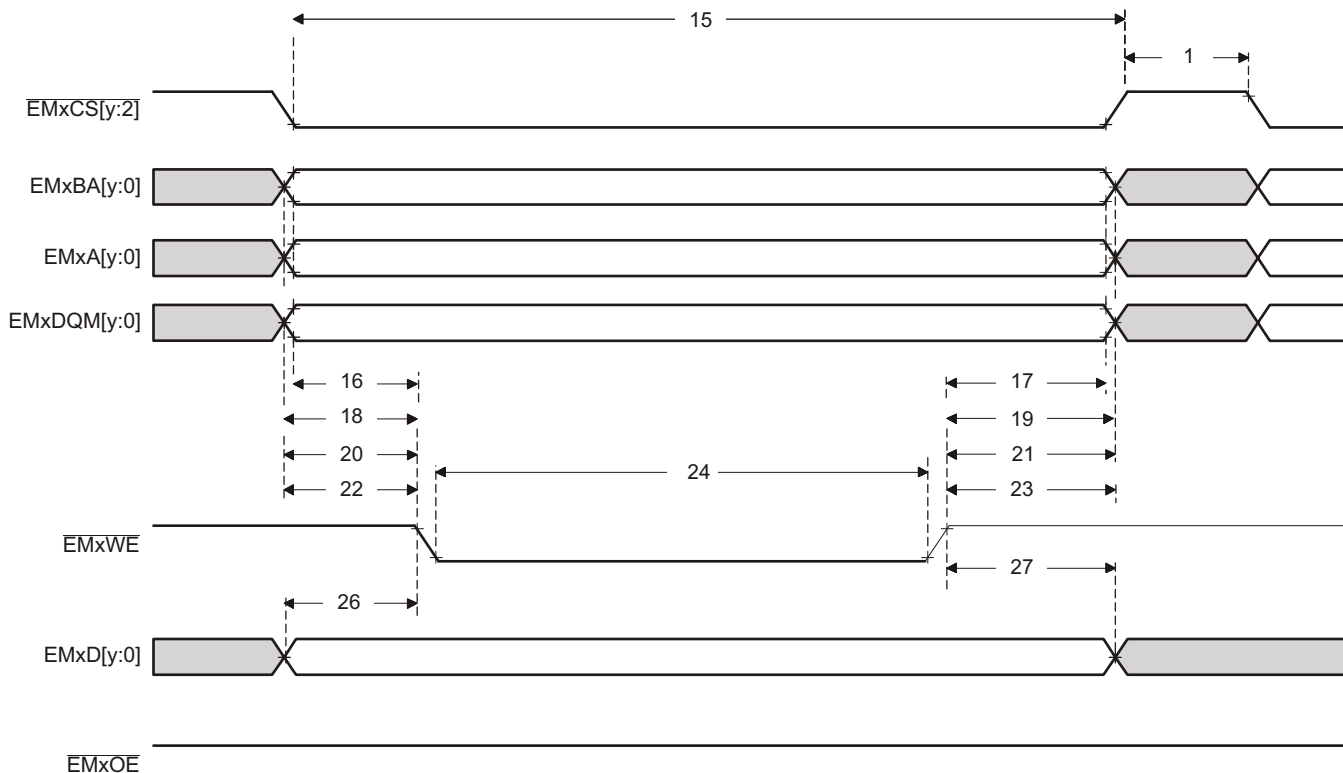 15
1
EMxCS[y:2]
EMxBA[y:0]
EMxA[y:0]
EMxDQM[y:0]
16
17
18
19
20
21
24
22
23
EMxWE
27
26
EMxD[y:0]
EMxOE